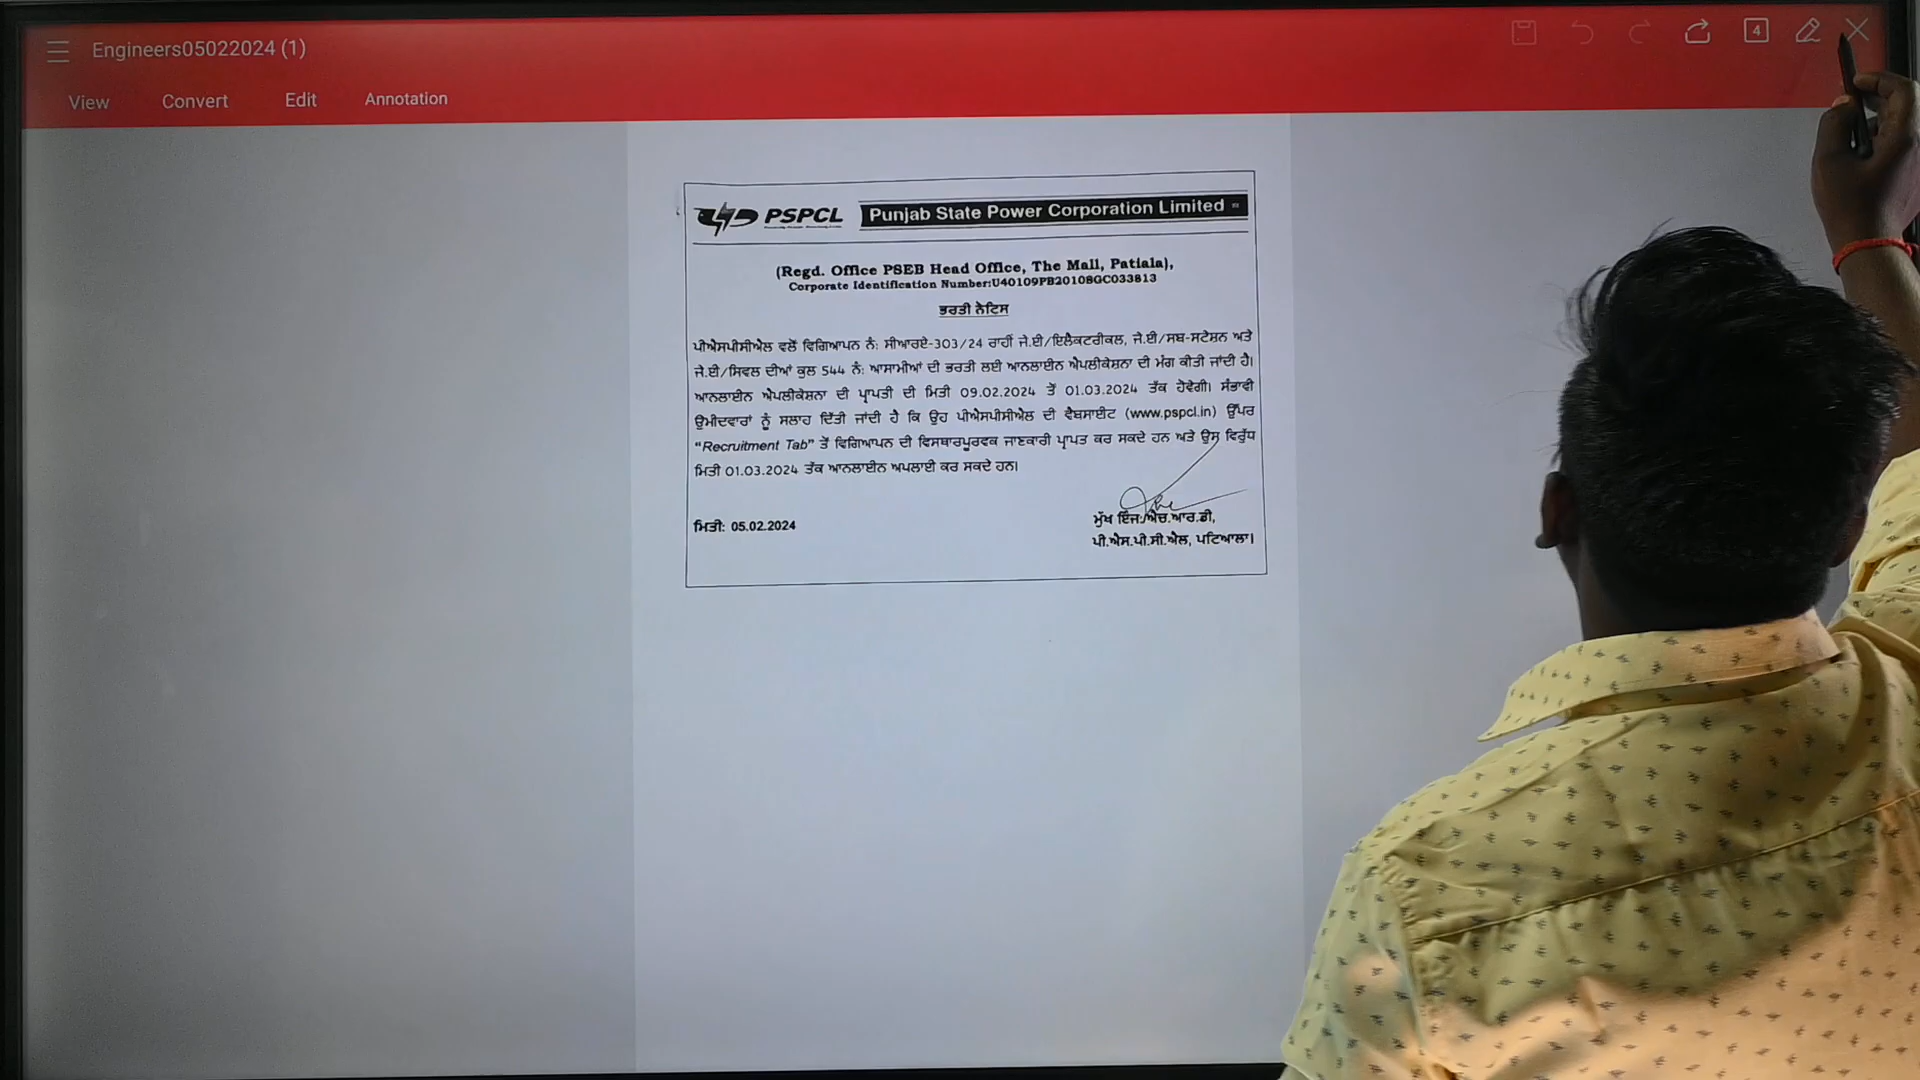 Engineers05022024 (1)
4
View Convert Edit Annotation
PSPCL Punjab State Power Corporation Limited
(Regd. Office PSEB Head Office, The Mall, Patiala),
Corporate Identification Number:U40109PB2010SGC033813
ਭਰਤੀ ਨੋਟਿਸ
ਪੀਐਸਪੀਸੀਐਲ ਵਲੋਂ ਵਿਗਿਆਪਨ ਨੰ: ਸੀਆਰਏ-303/24 ਰਾਹੀਂ ਜੇ.ਈ/ਇਲੈਕਟਰੀਕਲ, ਜੇ.ਈ/ਸਬ-ਸਟੇਸ਼ਨ ਅਤੇ
ਜੇ.ਈ/ਸਿਵਲ ਦੀਆਂ ਕੁਲ 544 ਨੰ: ਆਸਾਮੀਆਂ ਦੀ ਭਰਤੀ ਲਈ ਆਨਲਾਈਨ ਐਪਲੀਕੇਸ਼ਨਾ ਦੀ ਮੰਗ ਕੀਤੀ ਜਾਂਦੀ ਹੈ।
ਆਨਲਾਈਨ ਐਪਲੀਕੇਸ਼ਨਾ ਦੀ ਪ੍ਰਾਪਤੀ ਦੀ ਮਿਤੀ 09.02.2024 ਤੋਂ 01.03.2024 ਤੱਕ ਹੋਵੇਗੀ। ਸੰਭਾਵੀ
ਉਮੀਦਵਾਰਾਂ ਨੂੰ ਸਲਾਹ ਦਿੱਤੀ ਜਾਂਦੀ ਹੈ ਕਿ ਉਹ ਪੀਐਸਪੀਸੀਐਲ ਦੀ ਵੈਬਸਾਈਟ (www.pspcl.in) ਉੱਪਰ
“Recruitment Tab” ਤੋਂ ਵਿਗਿਆਪਨ ਦੀ ਵਿਸਥਾਰਪੂਰਵਕ ਜਾਣਕਾਰੀ ਪ੍ਰਾਪਤ ਕਰ ਸਕਦੇ ਹਨ ਅਤੇ ਉਸ ਵਿਰੁੱਧ
ਮਿਤੀ 01.03.2024 ਤੱਕ ਆਨਲਾਈਨ ਅਪਲਾਈ ਕਰ ਸਕਦੇ ਹਨ।
ਮਿਤੀ: 05.02.2024
ਮੁੱਖ ਇੰਜ:/ਐਚ.ਆਰ.ਡੀ,
ਪੀ.ਐਸ.ਪੀ.ਸੀ.ਐਲ, ਪਟਿਆਲਾ।